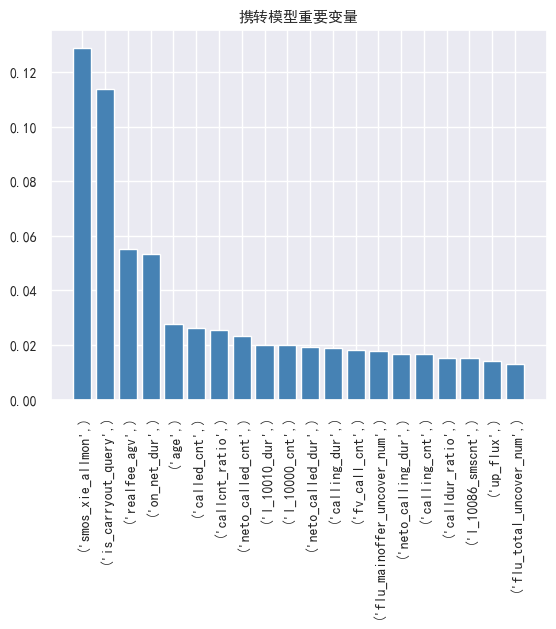 携转模型重要变量
0.12
0.10
0.08
0.06
0.04
0.02
0.00
('smos_xie_allmon',)
('is_carryout_query',)
('realfee_agv',)
('on_net_dur',)
('age',)
('called_cnt',)
('callcnt_ratio',)
('neto_called_cnt',)
('l_10010_dur',)
('l_10000_cnt',)
('neto_called_dur',)
('calling_dur',)
('fv_call_cnt',)
('flu_mainoffer_uncover_num',)
('neto_calling_dur',)
('calling_cnt',)
('calldur_ratio',)
('l_10086_smscnt',)
('up_flux',)
('flu_total_uncover_num',)